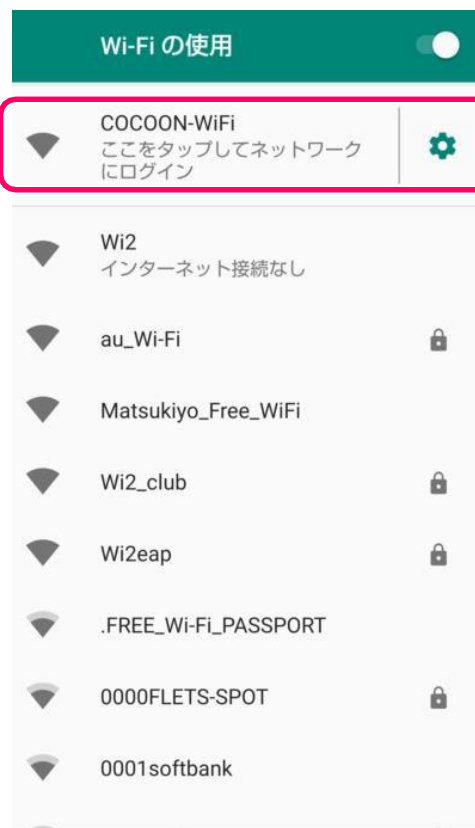 Wi-Fi の使用
COCOON-WiFi
ここをタップしてネットワーク
にログイン
Wi2
インターネット接続なし
au_Wi-Fi
Matsukiyo_Free_WiFi
Wi2_club
Wi2eap
.FREE_Wi-Fi_PASSPORT
0000FLETS-SPOT
0001softbank